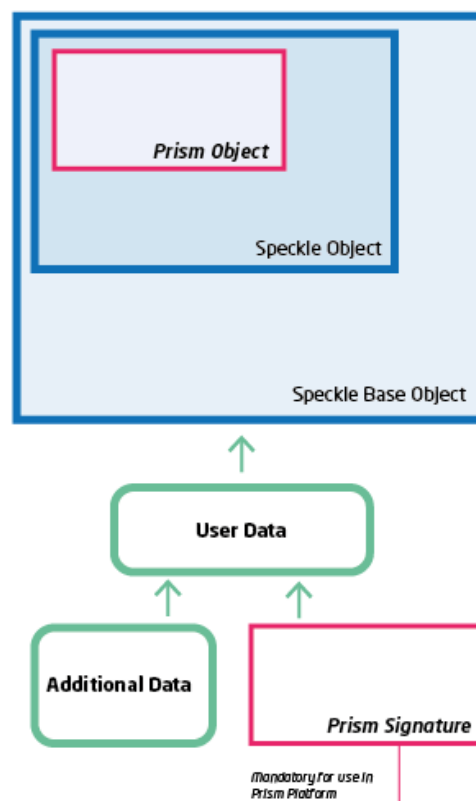 Prism Object
Speckle Object
Speckle Base Object
User Data
Additional Data
Prism Signature
Mandatory for use in
Prism Platform